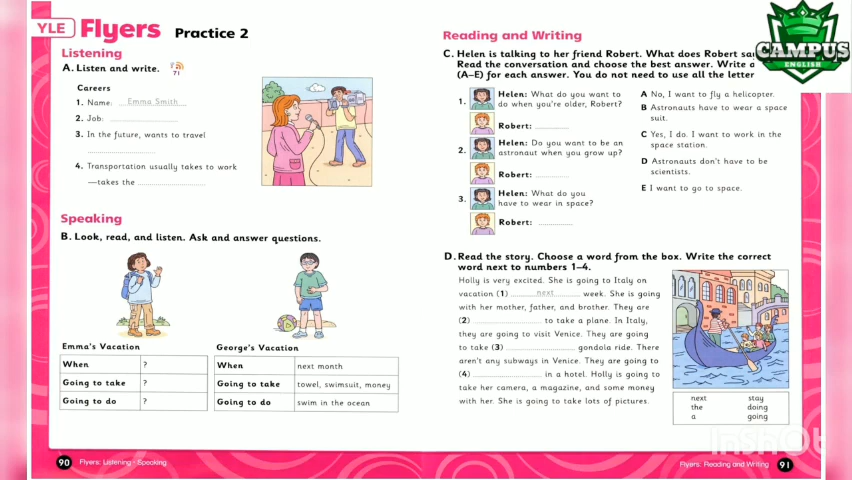 YLE Flyers Practice 2
Listening
A. Listen and write.
71
Careers
1. Name: Emma Smith
2. Job:
3. In the future, wants to travel
4. Transportation usually takes to work
—takes the
Speaking
B. Look, read, and listen. Ask and answer questions.
Emma's Vacation
When ?
Going to take ?
Going to do ?
George's Vacation
When next month
Going to take towel, swimsuit, money
Going to do swim in the ocean
90 Flyers: Listening • Speaking
Reading and Writing
C. Helen is talking to her friend Robert. What does Robert
Read the conversation and choose the best answer. Write
(A–E) for each answer. You do not need to use all the letter
1. Helen: What do you want to
do when you're older, Robert?
Robert:
2. Helen: Do you want to be an
astronaut when you grow up?
Robert:
3. Helen: What do you
have to wear in space?
Robert:
A No, I want to fly a helicopter.
B Astronauts have to wear a space
suit.
C Yes, I do. I want to work in the
space station.
D Astronauts don't have to be
scientists.
E I want to go to space.
D. Read the story. Choose a word from the box. Write the correct
word next to numbers 1–4.
Holly is very excited. She is going to Italy on
vacation (1) next week. She is going
with her mother, father, and brother. They are
(2) to take a plane. In Italy,
they are going to visit Venice. They are going
to take (3) gondola ride. There
aren't any subways in Venice. They are going to
(4) in a hotel. Holly is going to
take her camera, a magazine, and some money
with her. She is going to take lots of pictures.
next stay
the doing
a going
Flyers: Reading and Writing 91
CAMPUS
ENGLISH
InShOt